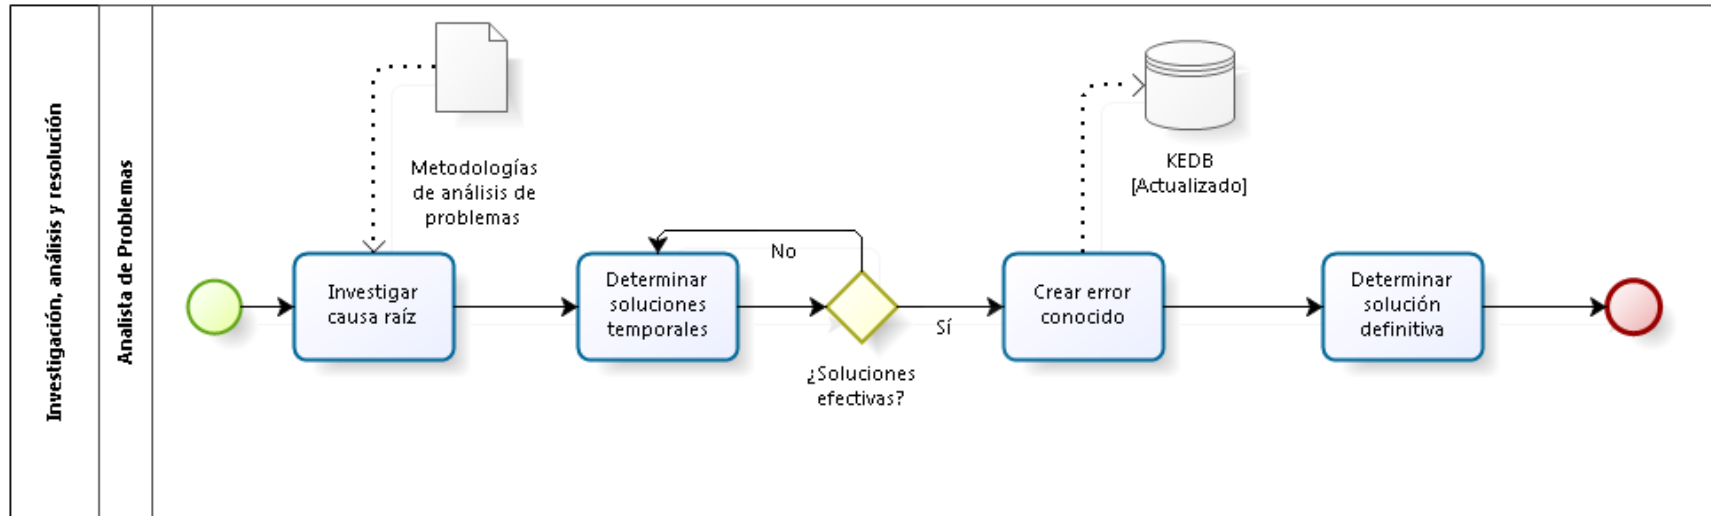 Investigación, análisis y resolución
Analista de Problemas
Metodologías
de análisis de
problemas
KEDB
[Actualizado]
Investigar
causa raíz
Determinar
soluciones
temporales
No
¿Soluciones
efectivas?
Sí
Crear error
conocido
Determinar
solución
definitiva